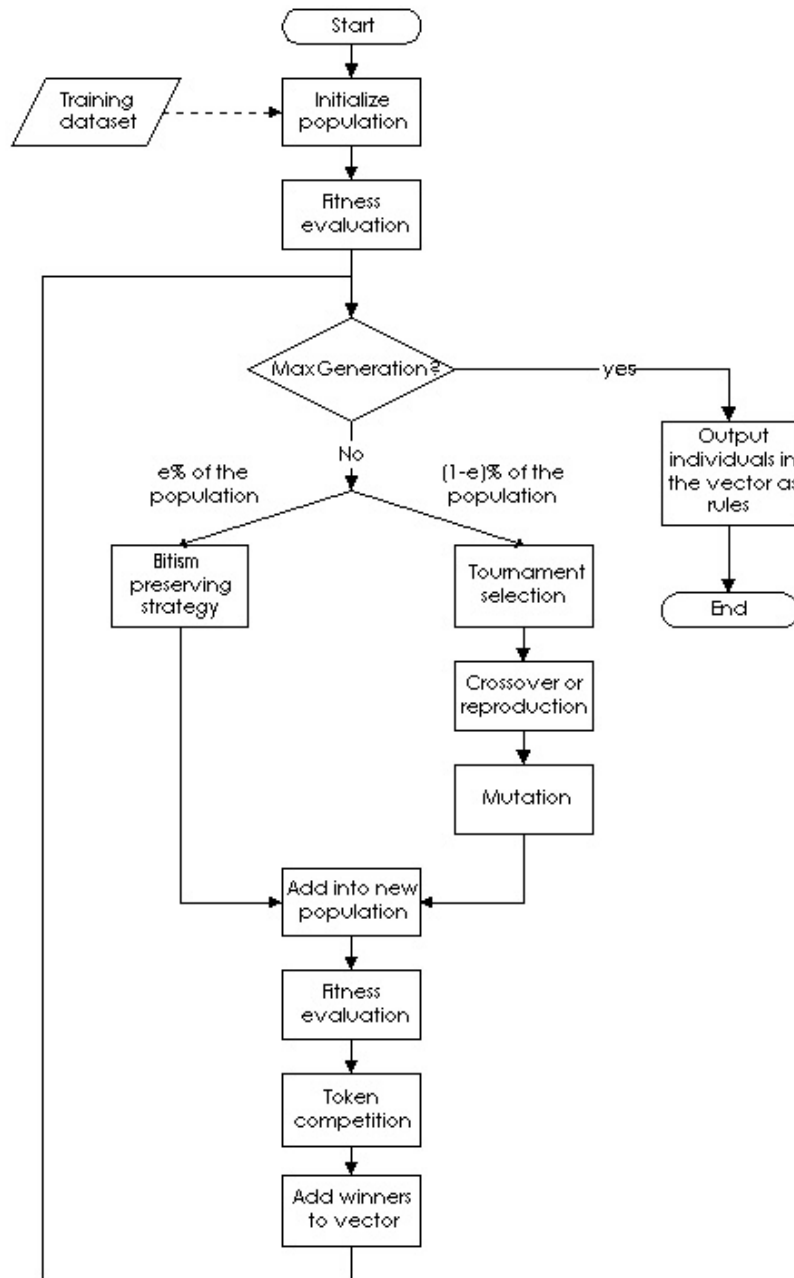 Start
Training
dataset
Initialize
population
Fitness
evaluation
MaxGeneration?
yes
No
Output
individuals in
the vector as
rules
e% of the
population
(1-e)% of the
population
Bitism
preserving
strategy
Tournament
selection
End
Crossover or
reproduction
Mutation
Add into new
population
Fitness
evaluation
Token
competition
Add winners
to vector